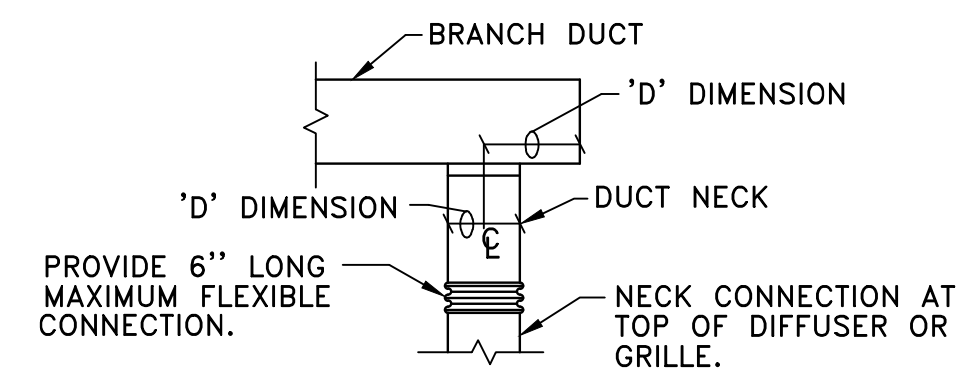 BRANCH DUCT
'D' DIMENSION
'D' DIMENSION
DUCT NECK
CL
PROVIDE 6'' LONG
MAXIMUM FLEXIBLE
CONNECTION.
NECK CONNECTION AT
TOP OF DIFFUSER OR
GRILLE.